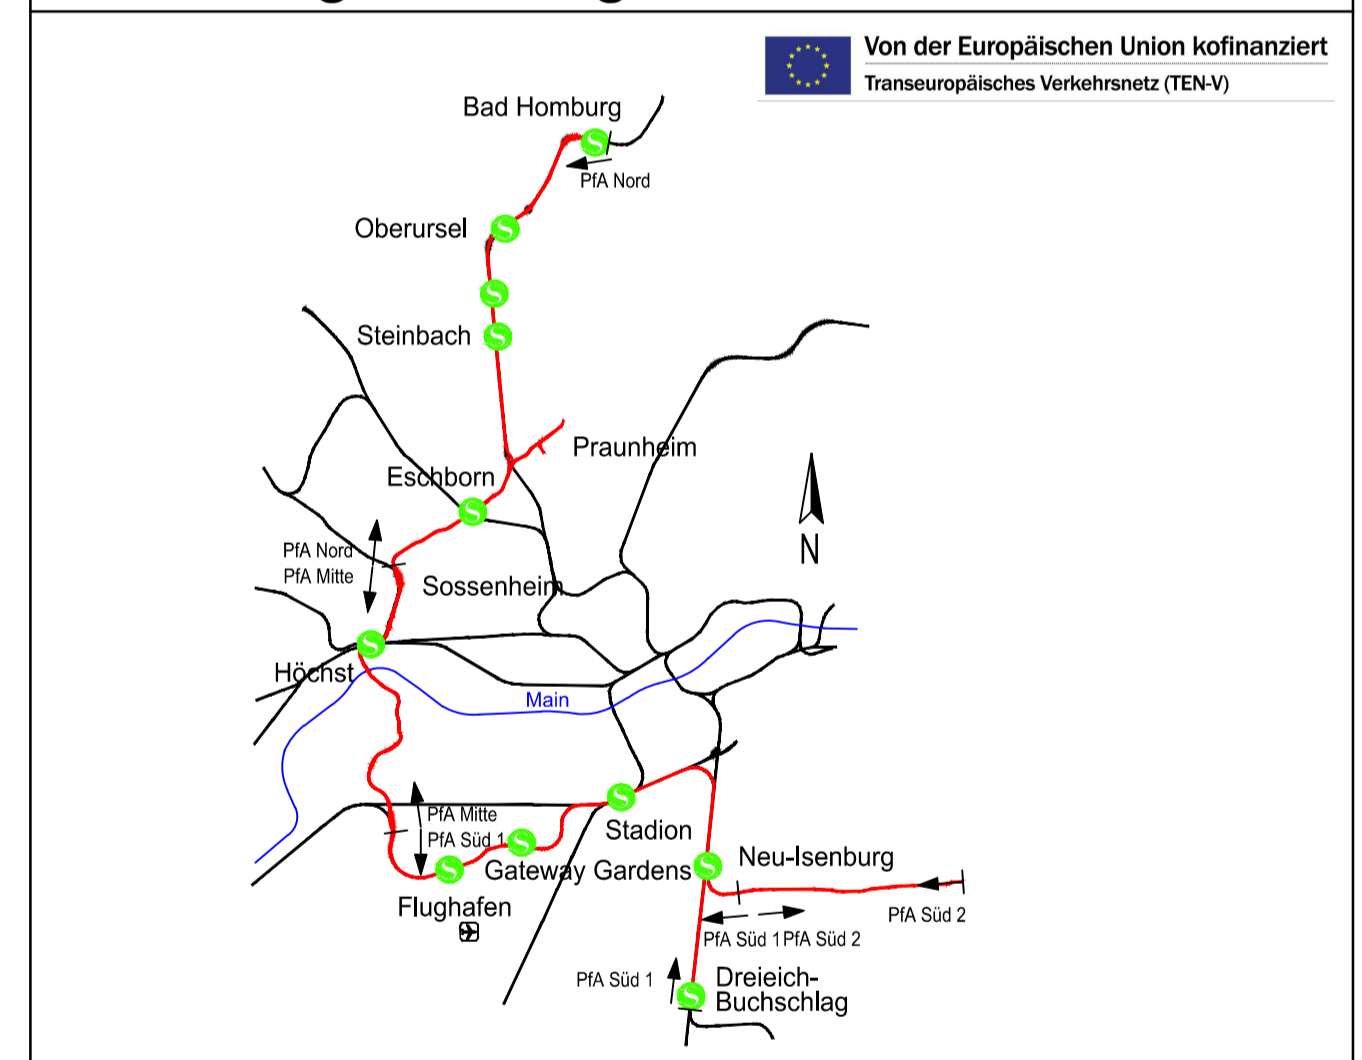 Von der Europäischen Union kofinanziert
Transeuropäisches Verkehrsnetz (TEN-V)
Bad Homburg
PfA Nord
Oberursel
Steinbach
Praunheim
Eschborn
N
PfA Nord
PfA Mitte
Sossenheim
Höchst
Main
PfA Mitte
PfA Süd 1
Stadion
Gateway Gardens
Neu-Isenburg
Flughafen
PfA Süd 2
PfA Süd 1
PfA Süd 2
PfA Süd 1
Dreieich-
Buchschlag